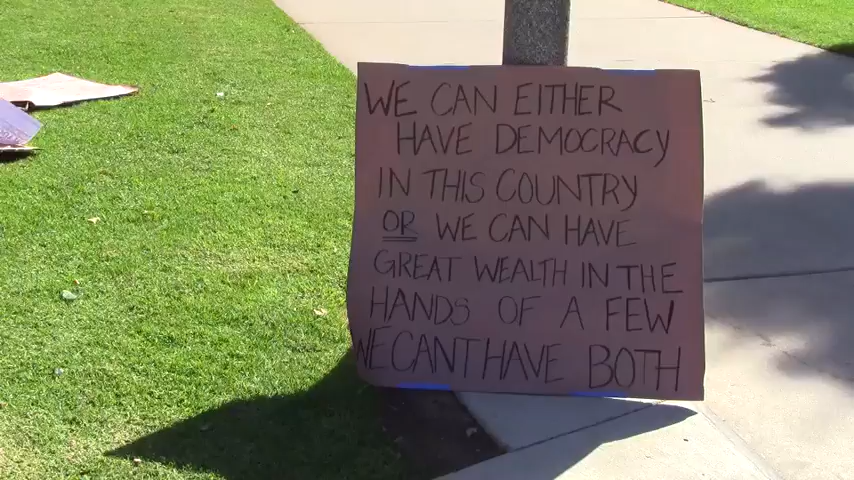 WE CAN EITHER
HAVE DEMOCRACY
IN THIS COUNTRY
OR WE CAN HAVE
GREAT WEALTH IN THE
HANDS OF A FEW
WE CANT HAVE BOTH